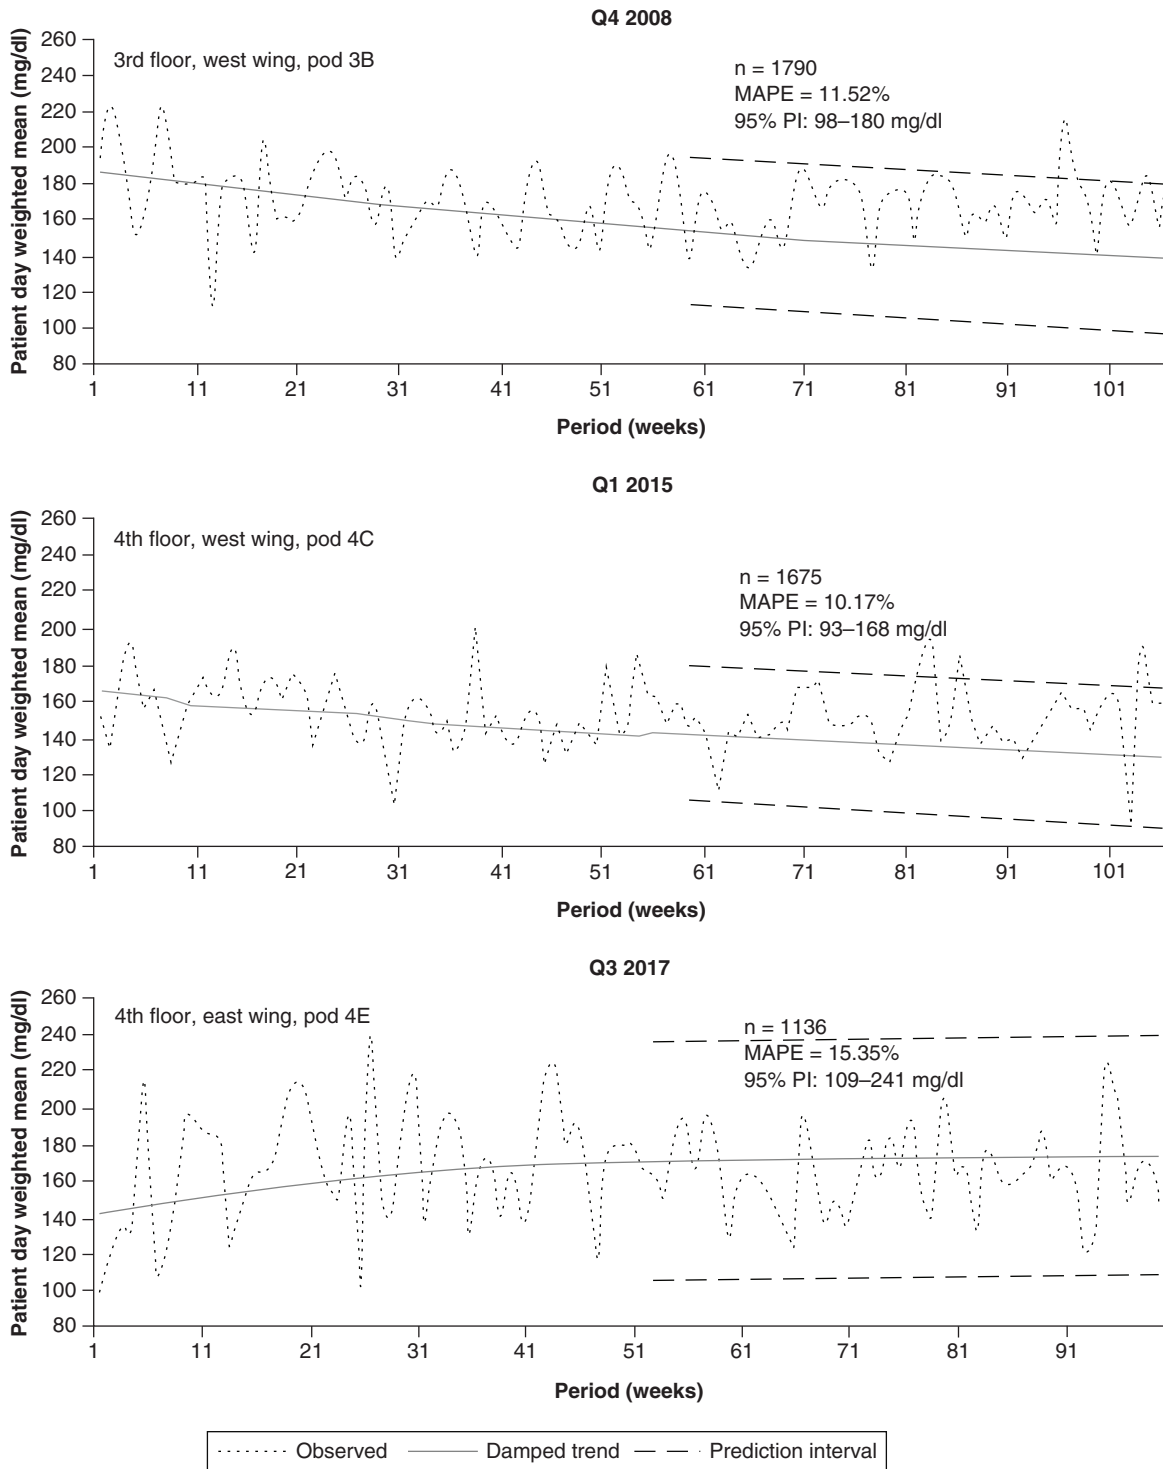 Q4 2008
Patient day weighted mean (mg/dl)
260
240
220
200
180
160
140
120
100
80
3rd floor, west wing, pod 3B
n = 1790
MAPE = 11.52%
95% PI: 98–180 mg/dl
1 11 21 31 41 51 61 71 81 91 101
Period (weeks)
Q1 2015
Patient day weighted mean (mg/dl)
260
240
220
200
180
160
140
120
100
80
4th floor, west wing, pod 4C
n = 1675
MAPE = 10.17%
95% PI: 93–168 mg/dl
1 11 21 31 41 51 61 71 81 91 101
Period (weeks)
Q3 2017
Patient day weighted mean (mg/dl)
260
240
220
200
180
160
140
120
100
80
4th floor, east wing, pod 4E
n = 1136
MAPE = 15.35%
95% PI: 109–241 mg/dl
1 11 21 31 41 51 61 71 81 91
Period (weeks)
Observed Damped trend Prediction interval